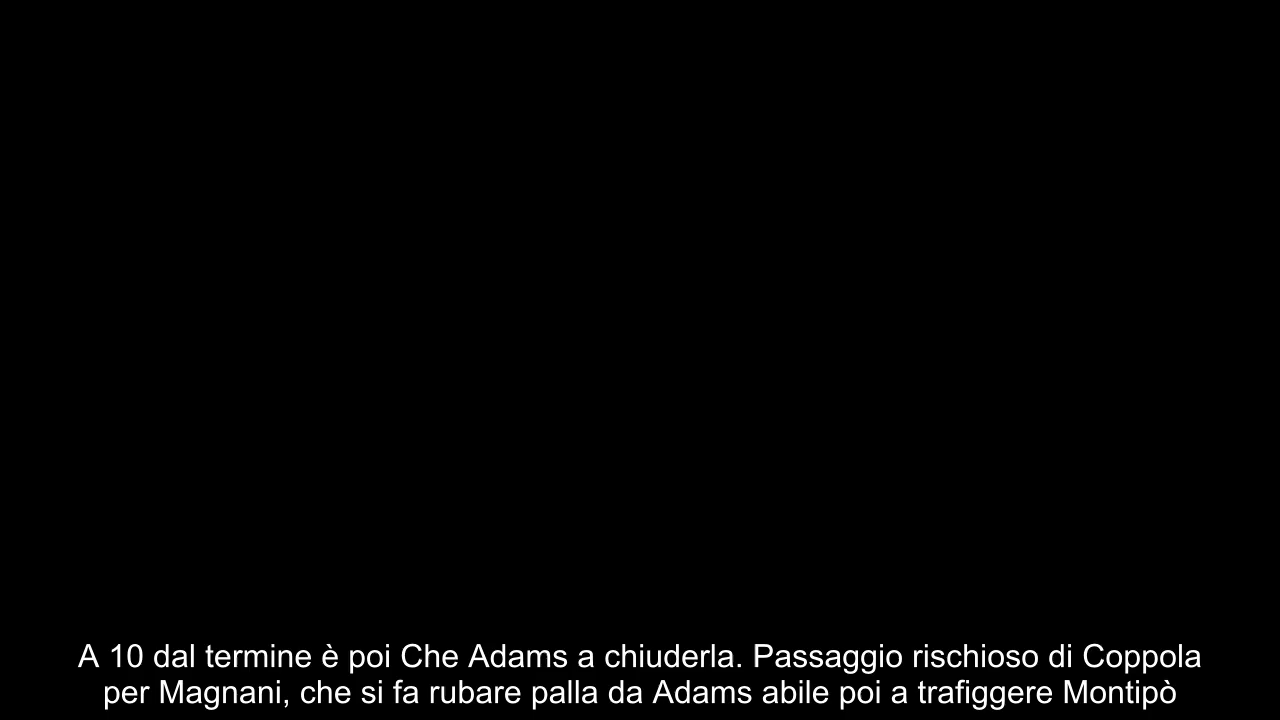 A 10 dal termine è poi Che Adams a chiuderla. Passaggio rischioso di Coppola
per Magnani, che si fa rubare palla da Adams abile poi a trafiggere Montipò